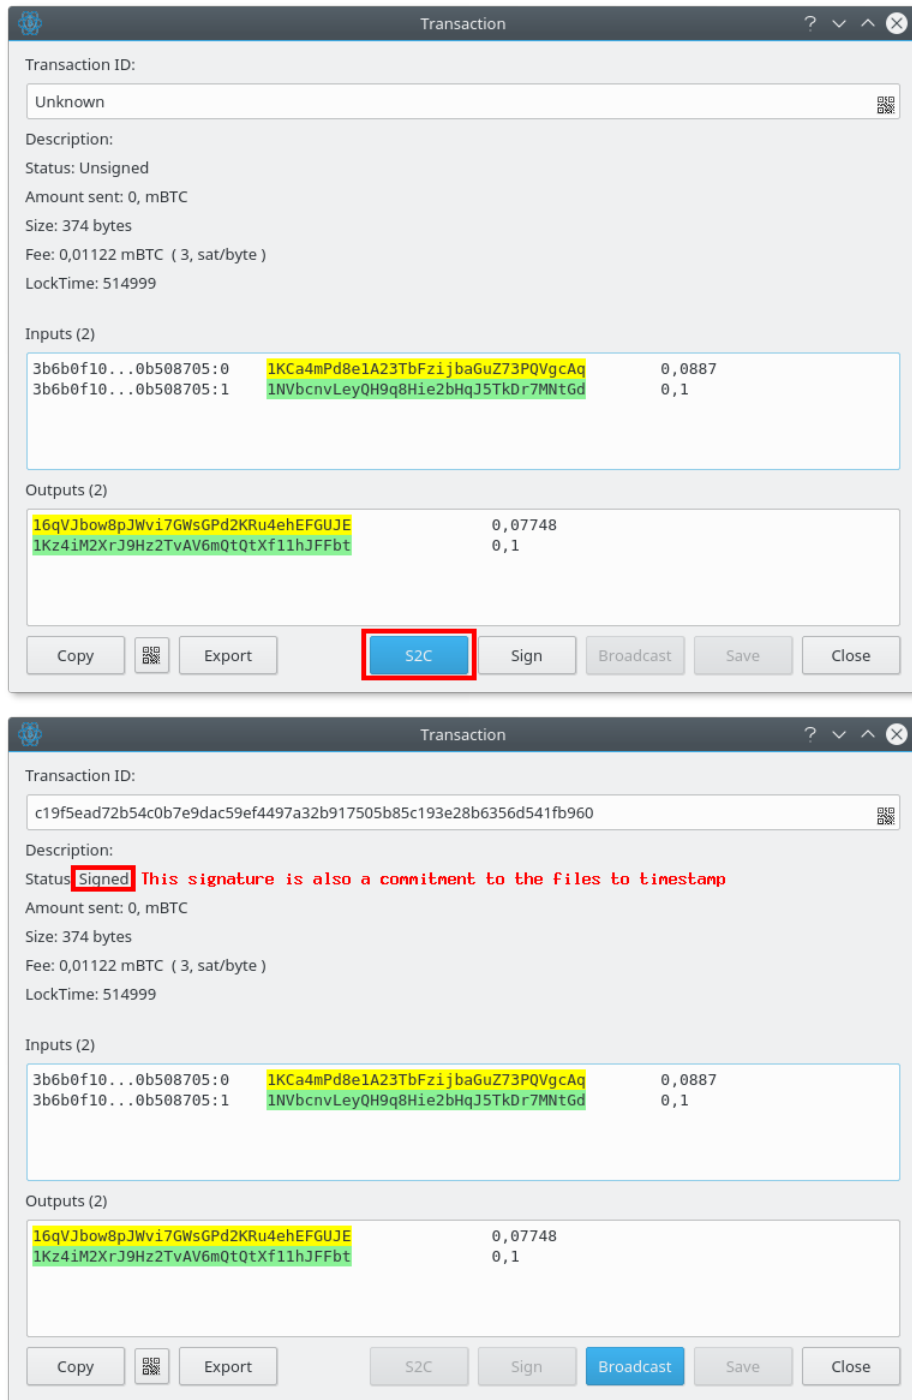 Transaction
Transaction ID:
Unknown
Description:
Status: Unsigned
Amount sent: 0, mBTC
Size: 374 bytes
Fee: 0,01122 mBTC ( 3, sat/byte )
LockTime: 514999
Inputs (2)
3b6b0f10...0b508705:0 1KCa4mPd8e1A23TbFzijbaGuZ73PQVgcAq 0,0887
3b6b0f10...0b508705:1 1NVbcnvLeyQH9q8Hie2bHqJ5TkDr7MNtGd 0,1
Outputs (2)
16qVJbow8pJWvi7GWsGPd2KRu4ehEFGUJE 0,07748
1Kz4iM2XrJ9Hz2TvAV6mQtQtXf11hJFFbt 0,1
Copy Export S2C Sign Broadcast Save Close
Transaction
Transaction ID:
c19f5ead72b54c0b7e9dac59ef4497a32b917505b85c193e28b6356d541fb960
Description:
Status Signed This signature is also a commitment to the files to timestamp
Amount sent: 0, mBTC
Size: 374 bytes
Fee: 0,01122 mBTC ( 3, sat/byte )
LockTime: 514999
Inputs (2)
3b6b0f10...0b508705:0 1KCa4mPd8e1A23TbFzijbaGuZ73PQVgcAq 0,0887
3b6b0f10...0b508705:1 1NVbcnvLeyQH9q8Hie2bHqJ5TkDr7MNtGd 0,1
Outputs (2)
16qVJbow8pJWvi7GWsGPd2KRu4ehEFGUJE 0,07748
1Kz4iM2XrJ9Hz2TvAV6mQtQtXf11hJFFbt 0,1
Copy Export S2C Sign Broadcast Save Close